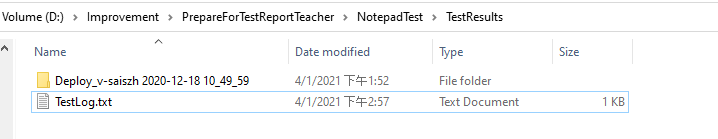 Volume (D:) > Improvement > PrepareForTestReportTeacher > NotepadTest > TestResults
Name Date modified Type Size
Deploy_v-saiszh 2020-12-18 10_49_59 4/1/2021 下午1:52 File folder
TestLog.txt 4/1/2021 下午2:57 Text Document 1 KB